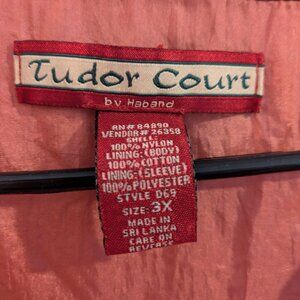 Tudor Court
by Haband
RN# 84890
VENDOR# 26358
SHELL:
100% NYLON
LINING:(BODY)
100% COTTON
LINING:(SLEEVE)
100% POLYESTER
STYLE D69
SIZE: 3X
MADE IN
SRI LANKA
CARE ON
REVERSE